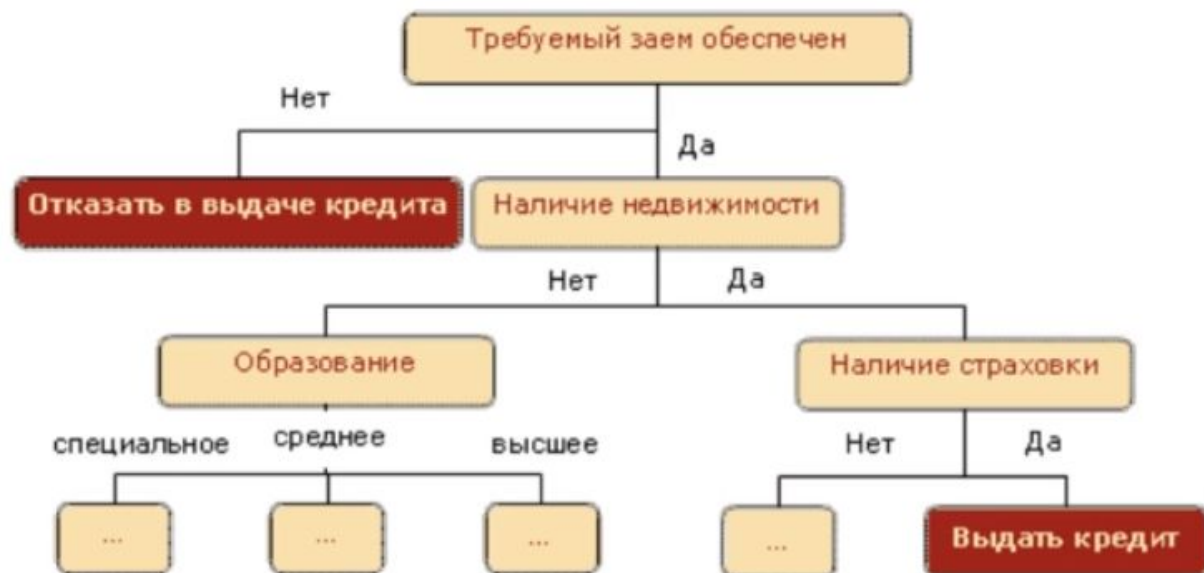 Требуемый заем обеспечен
Нет
Да
Отказать в выдаче кредита
Наличие недвижимости
Нет
Да
Образование
Наличие страховки
специальное
среднее
высшее
Нет
Да
...
...
...
...
Выдать кредит